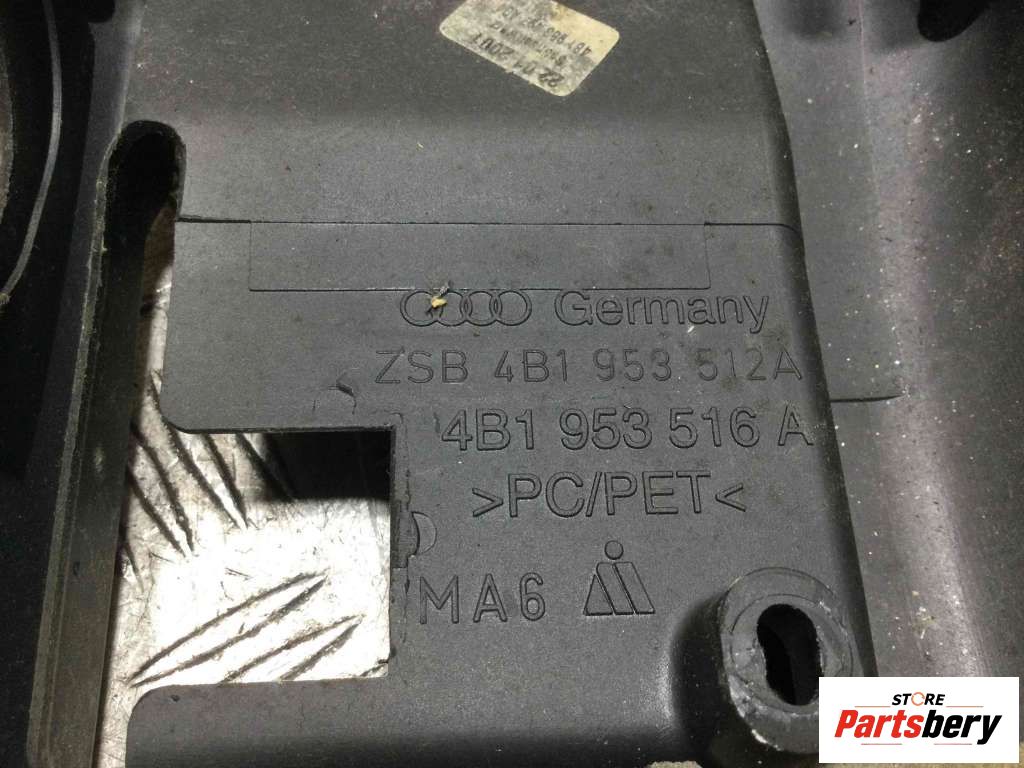 Germany
ZSB 4B1 953 512A
4B1 953 516 A
>PC/PET<
MA6
STORE
Partsbery